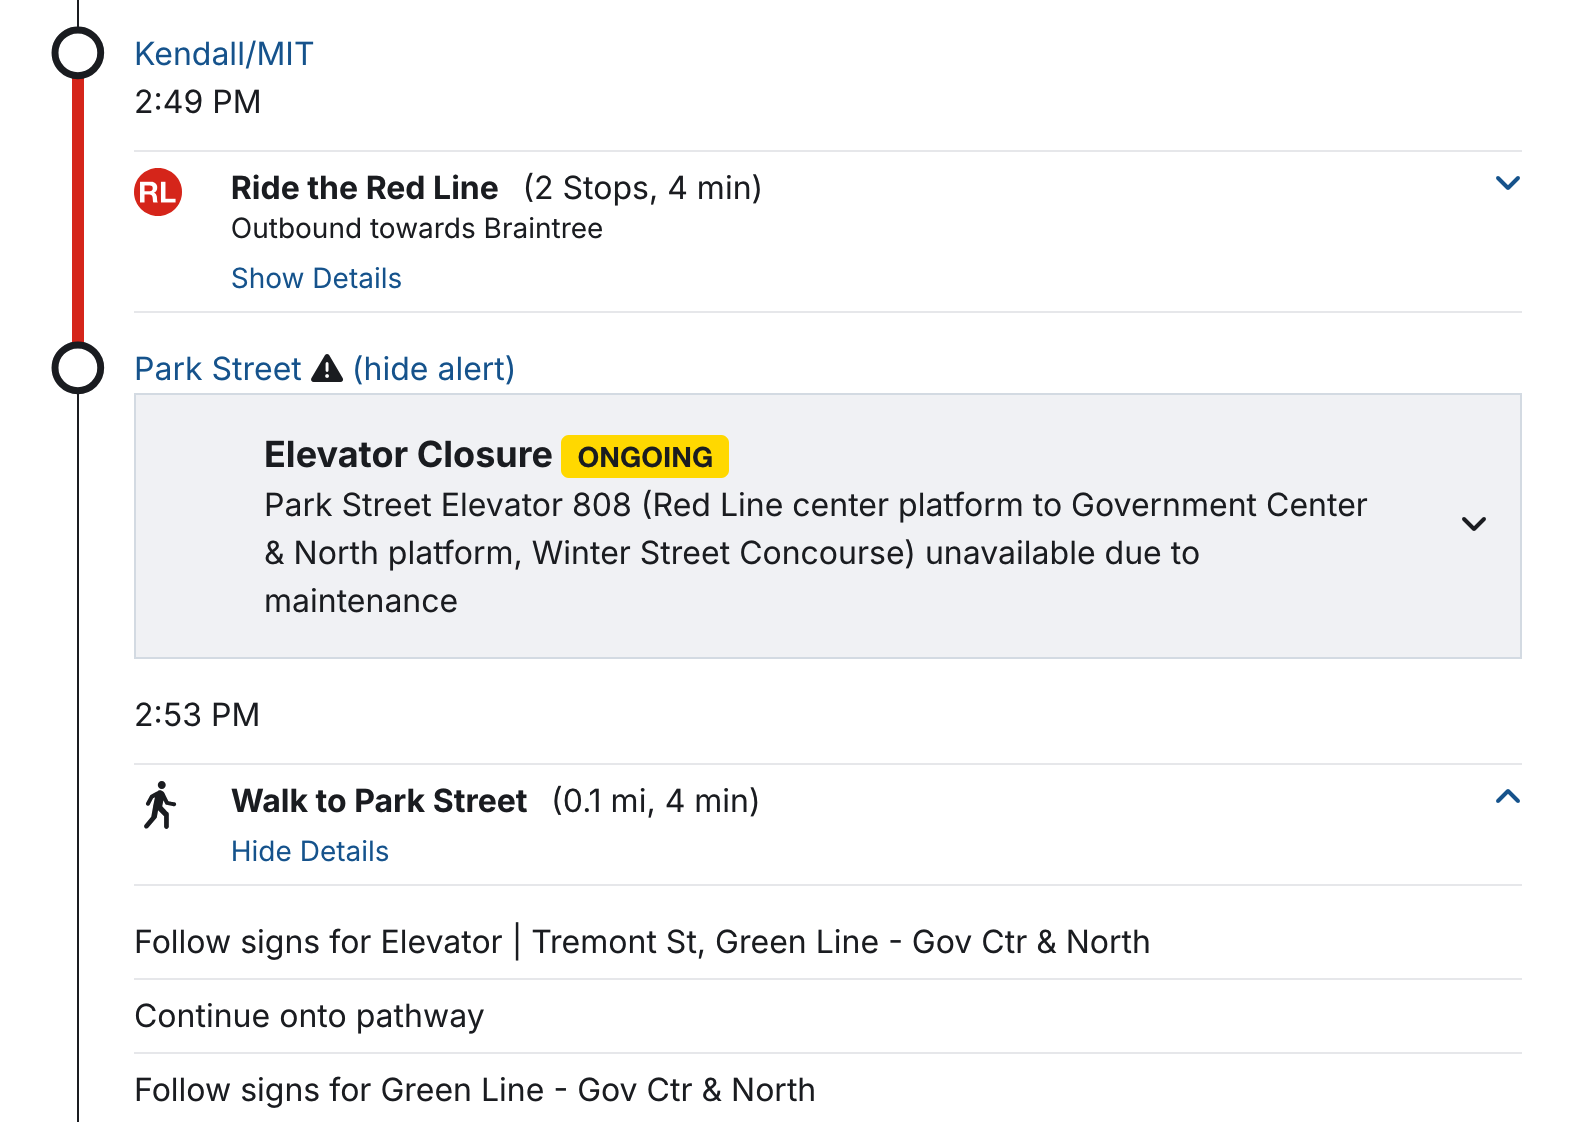 Kendall/MIT
2:49 PM
RL
Ride the Red Line (2 Stops, 4 min)
Outbound towards Braintree
Show Details
Park Street (hide alert)
Elevator Closure ONGOING
Park Street Elevator 808 (Red Line center platform to Government Center
& North platform, Winter Street Concourse) unavailable due to
maintenance
2:53 PM
Walk to Park Street (0.1 mi, 4 min)
Hide Details
Follow signs for Elevator | Tremont St, Green Line - Gov Ctr & North
Continue onto pathway
Follow signs for Green Line - Gov Ctr & North